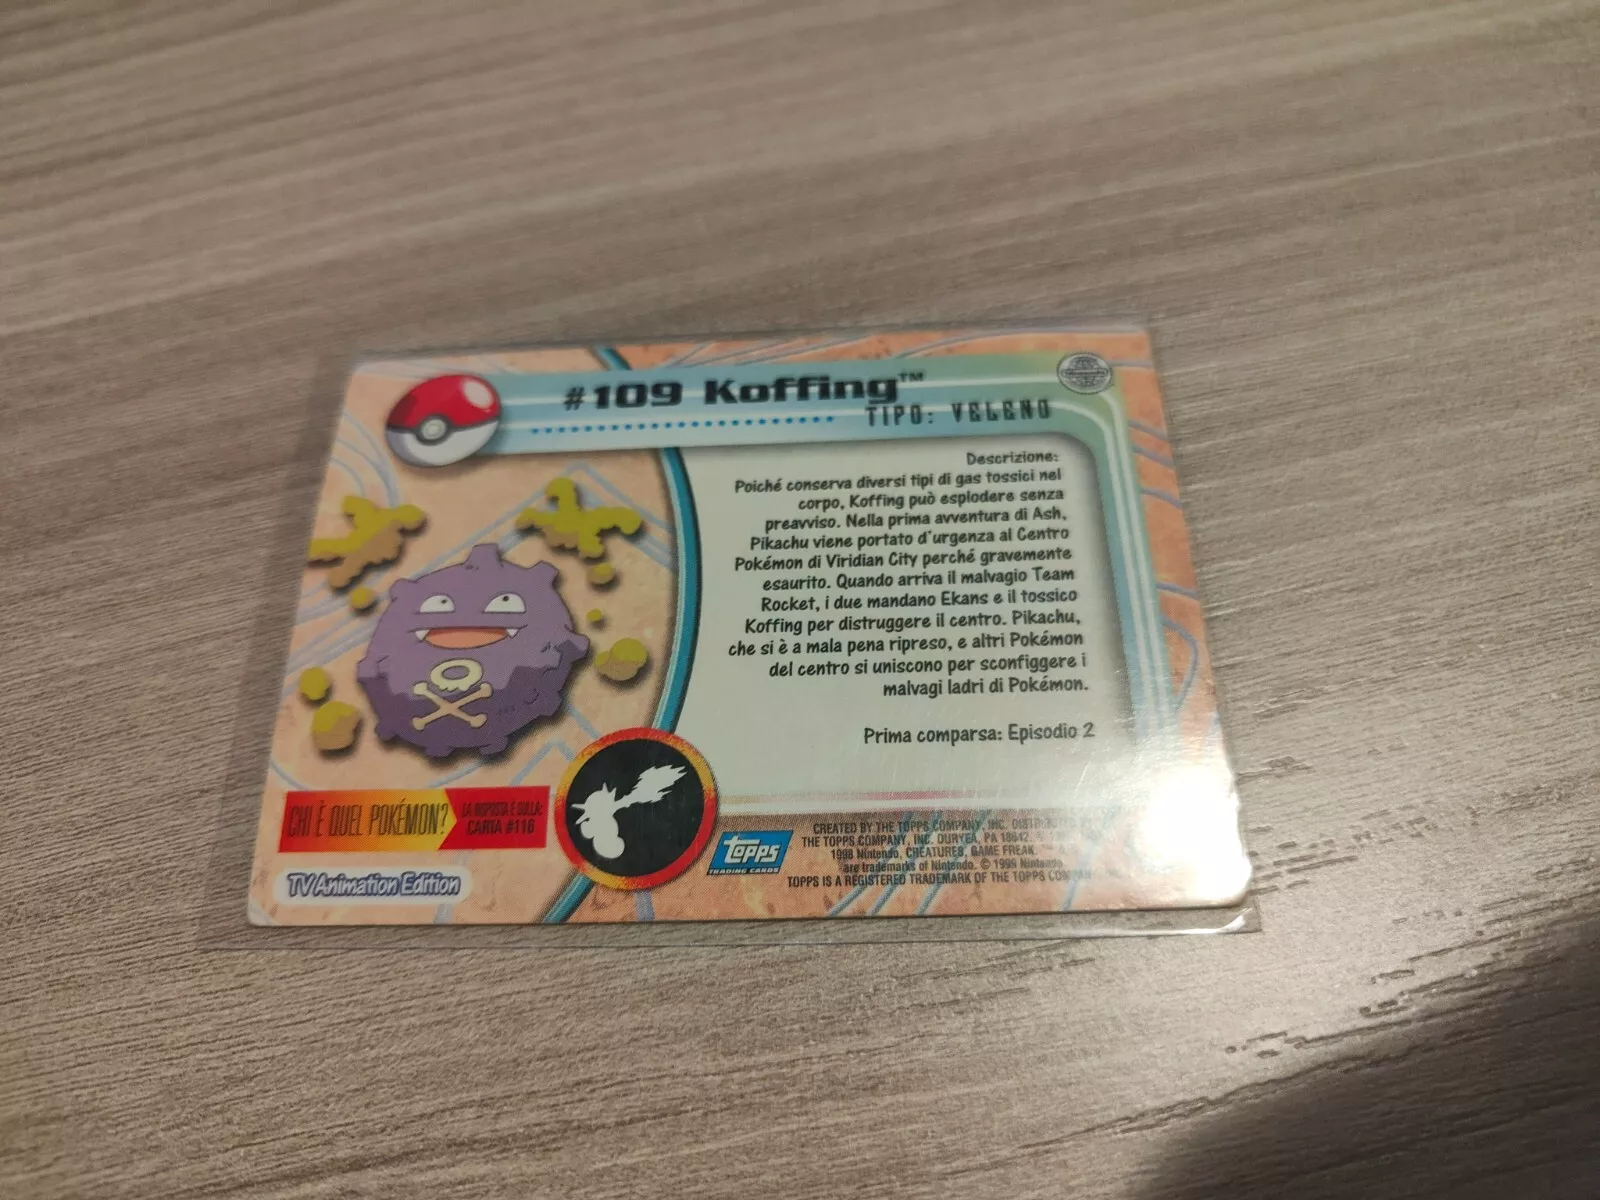 #109 Koffing™
TIPO: VELENO
Descrizione:
Poiché conserva diversi tipi di gas tossici nel
corpo, Koffing può esplodere senza
preavviso. Nella prima avventura di Ash,
Pikachu viene portato d'urgenza al Centro
Pokémon di Viridian City perché gravemente
esaurito. Quando arriva il malvagio Team
Rocket, i due mandano Ekans e il tossico
Koffing per distruggere il centro. Pikachu,
che si è a mala pena ripreso, e altri Pokémon
del centro si uniscono per sconfiggere i
malvagi ladri di Pokémon.
Prima comparsa: Episodio 2
CHI È QUEL POKÉMON?
LA RISPOSTA È SULLA:
CARTA #116
TV Animation Edition
Topps
TRADING CARDS
CREATED BY THE TOPPS COMPANY, INC.
THE TOPPS COMPANY, INC. DURYEA, PA 18642.
1998 Nintendo, CREATURES, GAME FREAK. ™
are trademarks of Nintendo. © 1999 Nintendo.
TOPPS IS A REGISTERED TRADEMARK OF THE TOPPS